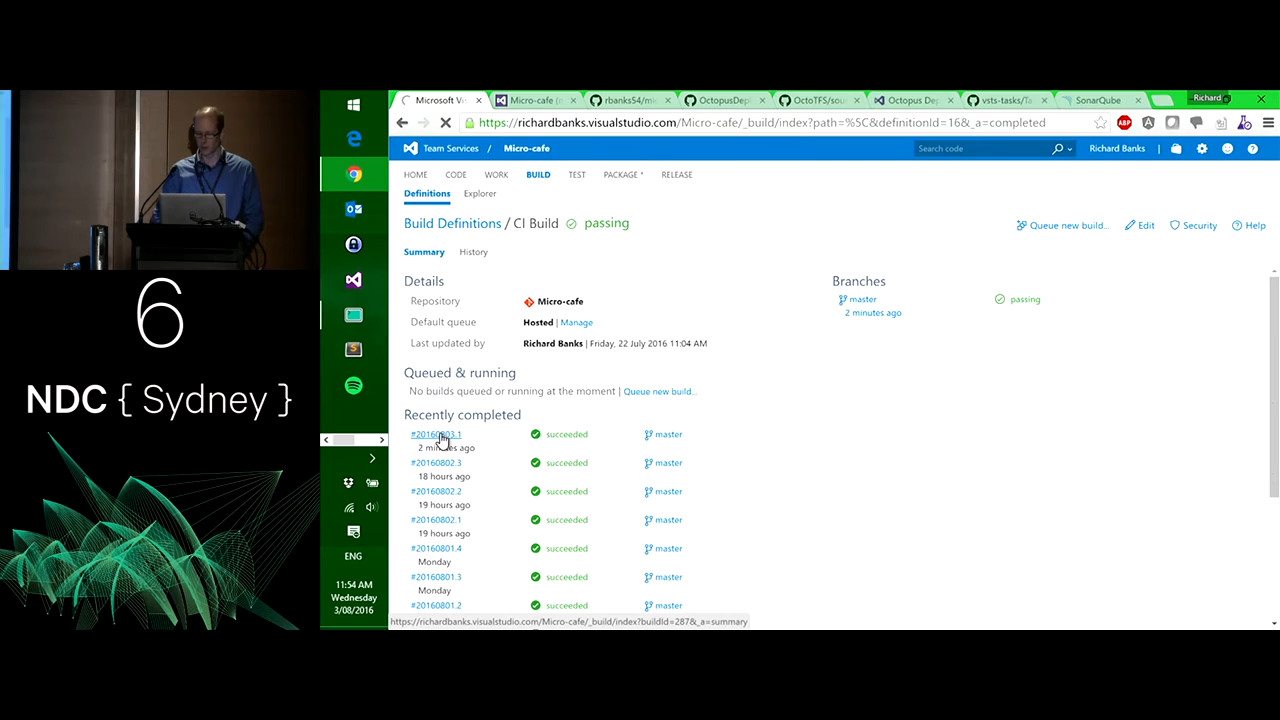 6
NDC { Sydney }
ENG
11:54 AM
Wednesday
3/08/2016
Microsoft Vi
Micro-cafe (m
rbanks54/mi
OctopusDepl
OctoTFS/sou
Octopus Dep
vsts-tasks/Ta
SonarQube
Richard
https://richardbanks.visualstudio.com/Micro-cafe/_build/index?path=%5C&definitionId=16&_a=completed
ABP
Team Services / Micro-cafe
Search code
Richard Banks
HOME CODE WORK BUILD TEST PACKAGE * RELEASE
Definitions Explorer
Build Definitions / CI Build passing
Queue new build... Edit Security Help
Summary History
Details
Repository Micro-cafe
Default queue Hosted | Manage
Last updated by Richard Banks | Friday, 22 July 2016 11:04 AM
Branches
master passing
2 minutes ago
Queued & running
No builds queued or running at the moment | Queue new build...
Recently completed
#20160803.1 succeeded master
2 minutes ago
#20160802.3 succeeded master
18 hours ago
#20160802.2 succeeded master
19 hours ago
#20160802.1 succeeded master
19 hours ago
#20160801.4 succeeded master
Monday
#20160801.3 succeeded master
Monday
#20160801.2 succeeded master
https://richardbanks.visualstudio.com/Micro-cafe/_build/index?buildId=287&_a=summary